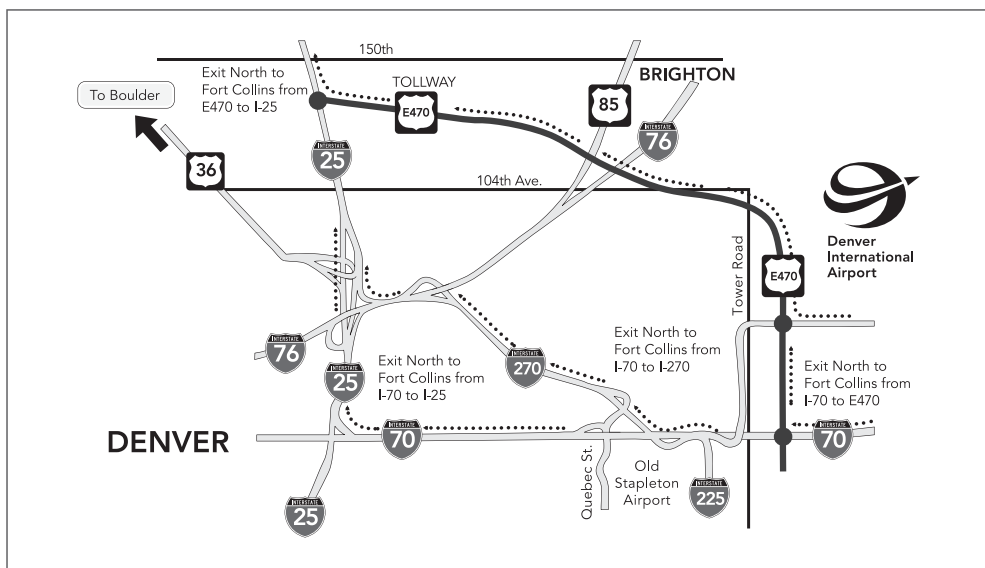 150th
Exit North to
Fort Collins from
E470 to I-25
TOLLWAY
E470
BRIGHTON
To Boulder
85
INTERSTATE
76
INTERSTATE
25
36
104th Ave.
Denver
International
Airport
Tower Road
E470
INTERSTATE
76
INTERSTATE
25
Exit North to
Fort Collins from
I-70 to I-25
INTERSTATE
270
Exit North to
Fort Collins from
I-70 to I-270
Exit North to
Fort Collins from
I-70 to E470
DENVER
INTERSTATE
70
INTERSTATE
70
Quebec St.
Old
Stapleton
Airport
INTERSTATE
225
INTERSTATE
25